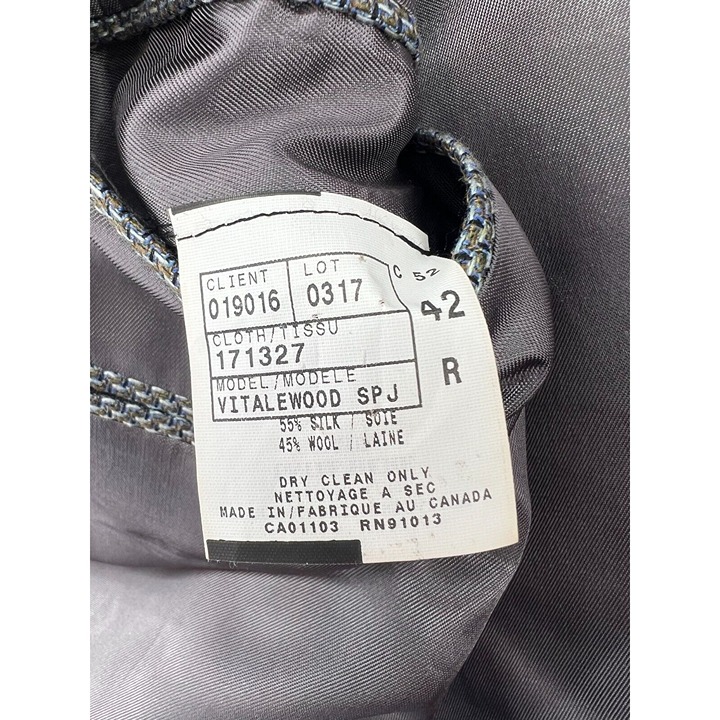 CLIENT LOT C 52
019016 0317 42
CLOTH/TISSU
171327 R
MODEL/MODELE
VITALEWOOD SPJ
55% SILK / SOIE
45% WOOL / LAINE
DRY CLEAN ONLY
NETTOYAGE A SEC
MADE IN/FABRIQUE AU CANADA
CA01103 RN91013